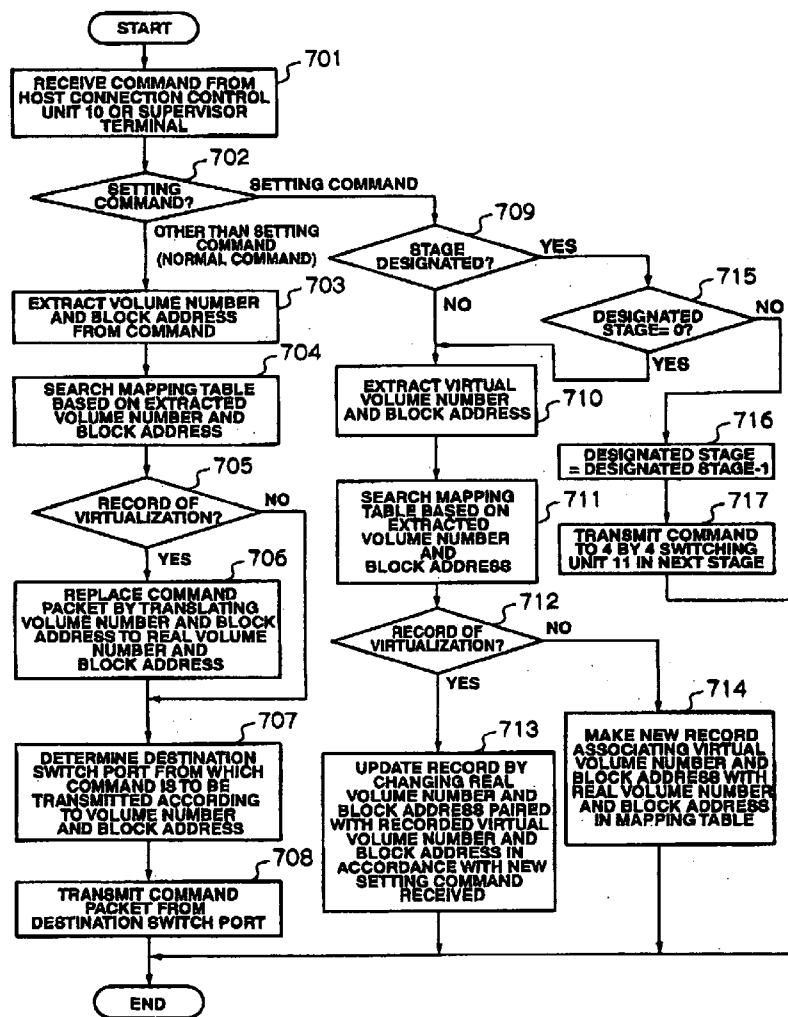 START
701
RECEIVE COMMAND FROM
HOST CONNECTION CONTROL
UNIT 10 OR SUPERVISOR
TERMINAL
702
SETTING
COMMAND?
SETTING COMMAND
OTHER THAN SETTING
COMMAND
(NORMAL COMMAND)
703
EXTRACT VOLUME NUMBER
AND BLOCK ADDRESS
FROM COMMAND
704
SEARCH MAPPING TABLE
BASED ON EXTRACTED
VOLUME NUMBER AND
BLOCK ADDRESS
705
RECORD OF
VIRTUALIZATION?
NO
YES
706
REPLACE COMMAND
PACKET BY TRANSLATING
VOLUME NUMBER AND BLOCK
ADDRESS TO REAL VOLUME
NUMBER AND
BLOCK ADDRESS
707
DETERMINE DESTINATION
SWITCH PORT FROM WHICH
COMMAND IS TO BE
TRANSMITTED ACCORDING
TO VOLUME NUMBER
AND BLOCK ADDRESS
708
TRANSMIT COMMAND
PACKET FROM
DESTINATION SWITCH PORT
END
709
STAGE
DESIGNATED?
YES
NO
715
DESIGNATED
STAGE= 0?
NO
YES
EXTRACT VIRTUAL
VOLUME NUMBER
AND BLOCK ADDRESS
710
716
DESIGNATED STAGE
= DESIGNATED STAGE-1
717
TRANSMIT COMMAND
TO 4 BY 4 SWITCHING
UNIT 11 IN NEXT STAGE
SEARCH MAPPING
TABLE BASED ON
EXTRACTED
VOLUME NUMBER
AND
BLOCK ADDRESS
711
712
RECORD OF
VIRTUALIZATION?
NO
YES
713
UPDATE RECORD BY
CHANGING REAL
VOLUME NUMBER AND
BLOCK ADDRESS PAIRED
WITH RECORDED VIRTUAL
VOLUME NUMBER AND
BLOCK ADDRESS IN
ACCORDANCE WITH NEW
SETTING COMMAND
RECEIVED
714
MAKE NEW RECORD
ASSOCIATING VIRTUAL
VOLUME NUMBER AND
BLOCK ADDRESS WITH
REAL VOLUME NUMBER
AND BLOCK ADDRESS
IN MAPPING TABLE